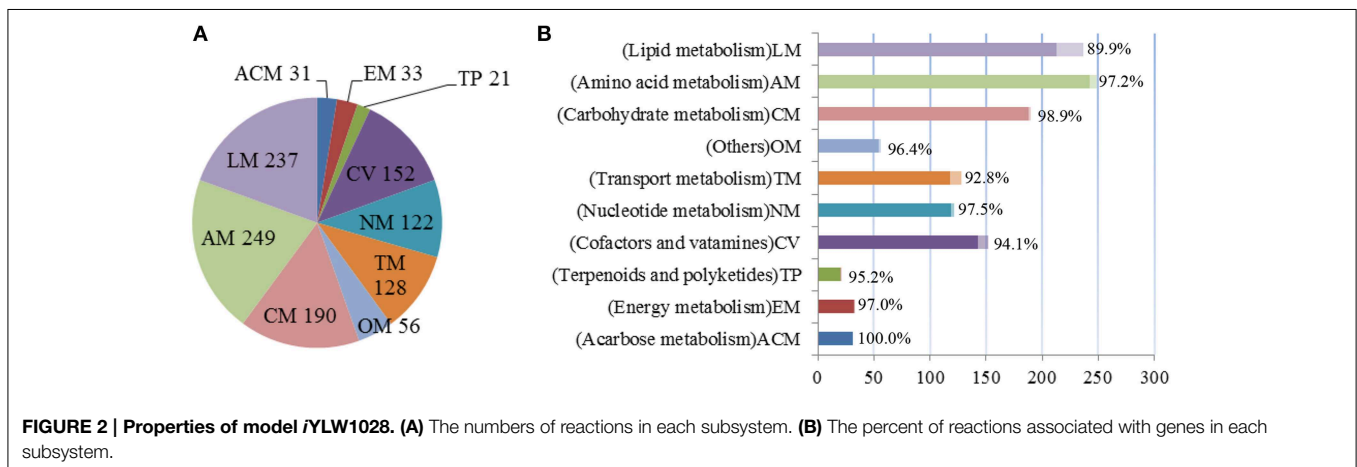 A
ACM 31
EM 33
TP 21
LM 237
CV 152
NM 122
AM 249
TM
128
CM 190
OM 56
B
(Lipid metabolism)LM
89.9%
(Amino acid metabolism)AM
97.2%
(Carbohydrate metabolism)CM
98.9%
(Others)OM
96.4%
(Transport metabolism)TM
92.8%
(Nucleotide metabolism)NM
97.5%
(Cofactors and vatamines)CV
94.1%
(Terpenoids and polyketides)TP
95.2%
(Energy metabolism)EM
97.0%
(Acarbose metabolism)ACM
100.0%
0 50 100 150 200 250 300
FIGURE 2 | Properties of model iYLW1028. (A) The numbers of reactions in each subsystem. (B) The percent of reactions associated with genes in each
subsystem.